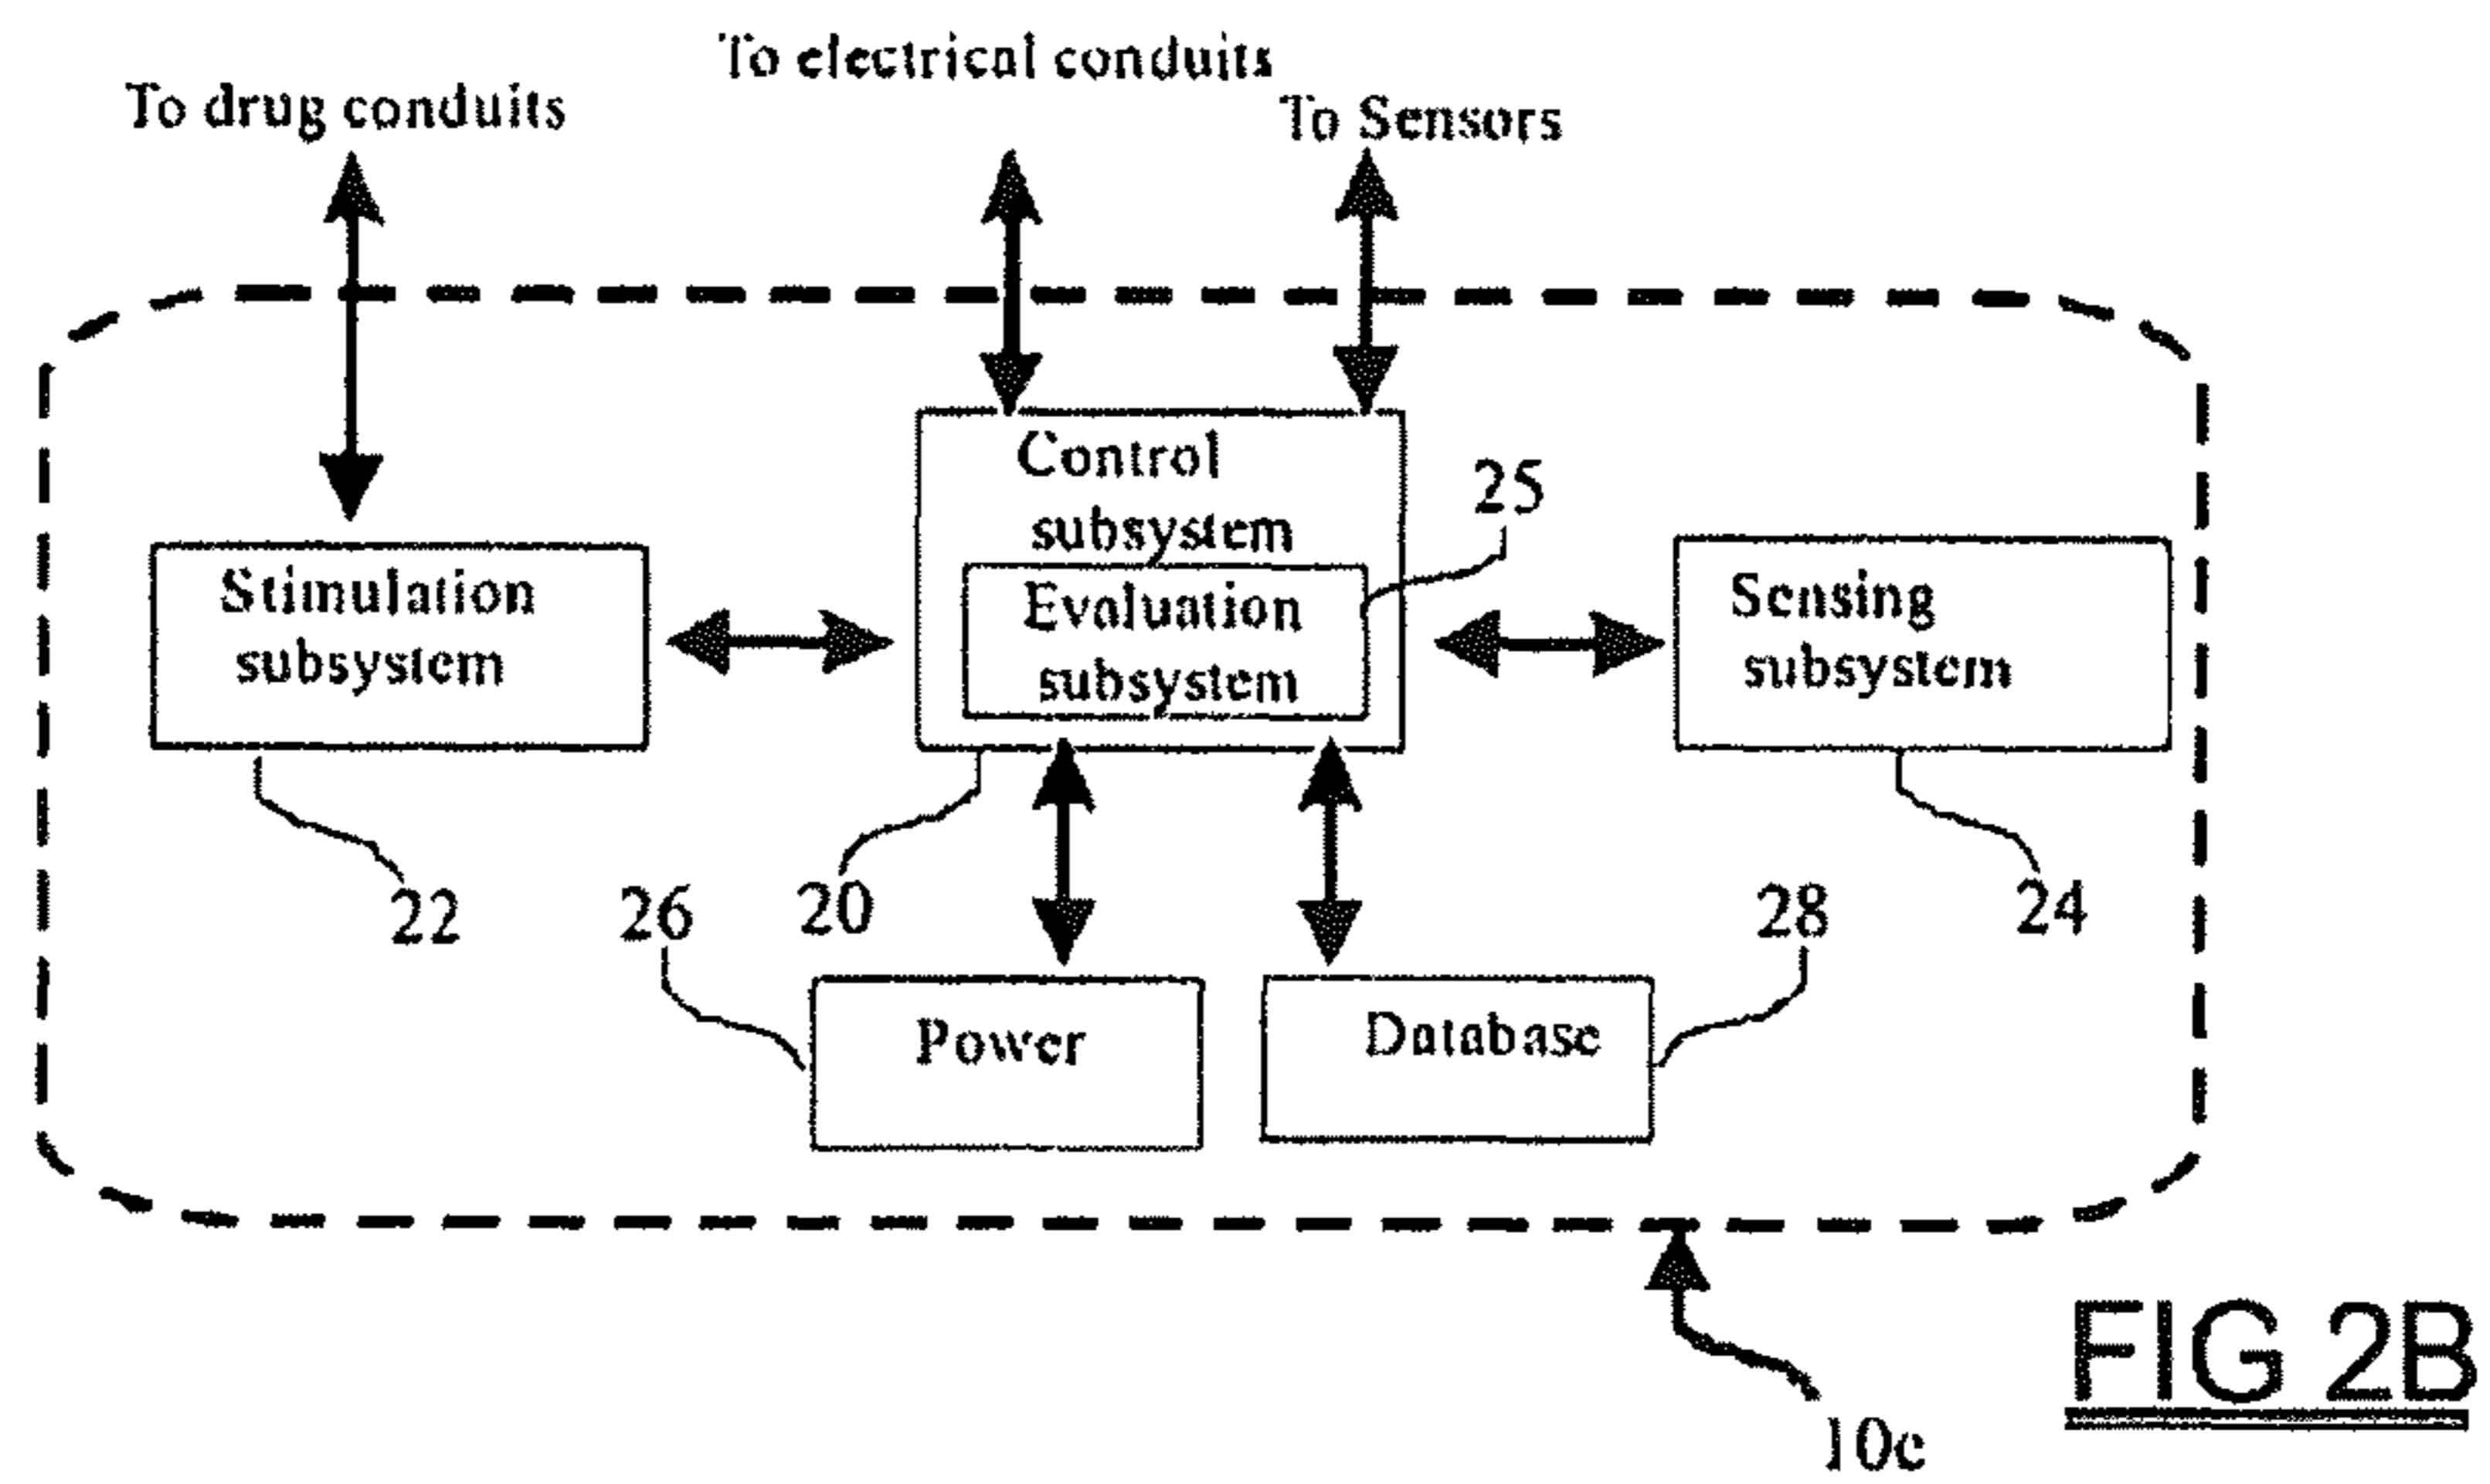 To electrical conduits
To drug conduits
To Sensors
Control
subsystem
25
Stimulation
subsystem
Evaluation
subsystem
Sensing
subsystem
22
26
20
28
24
Power
Database
FIG 2B
10c